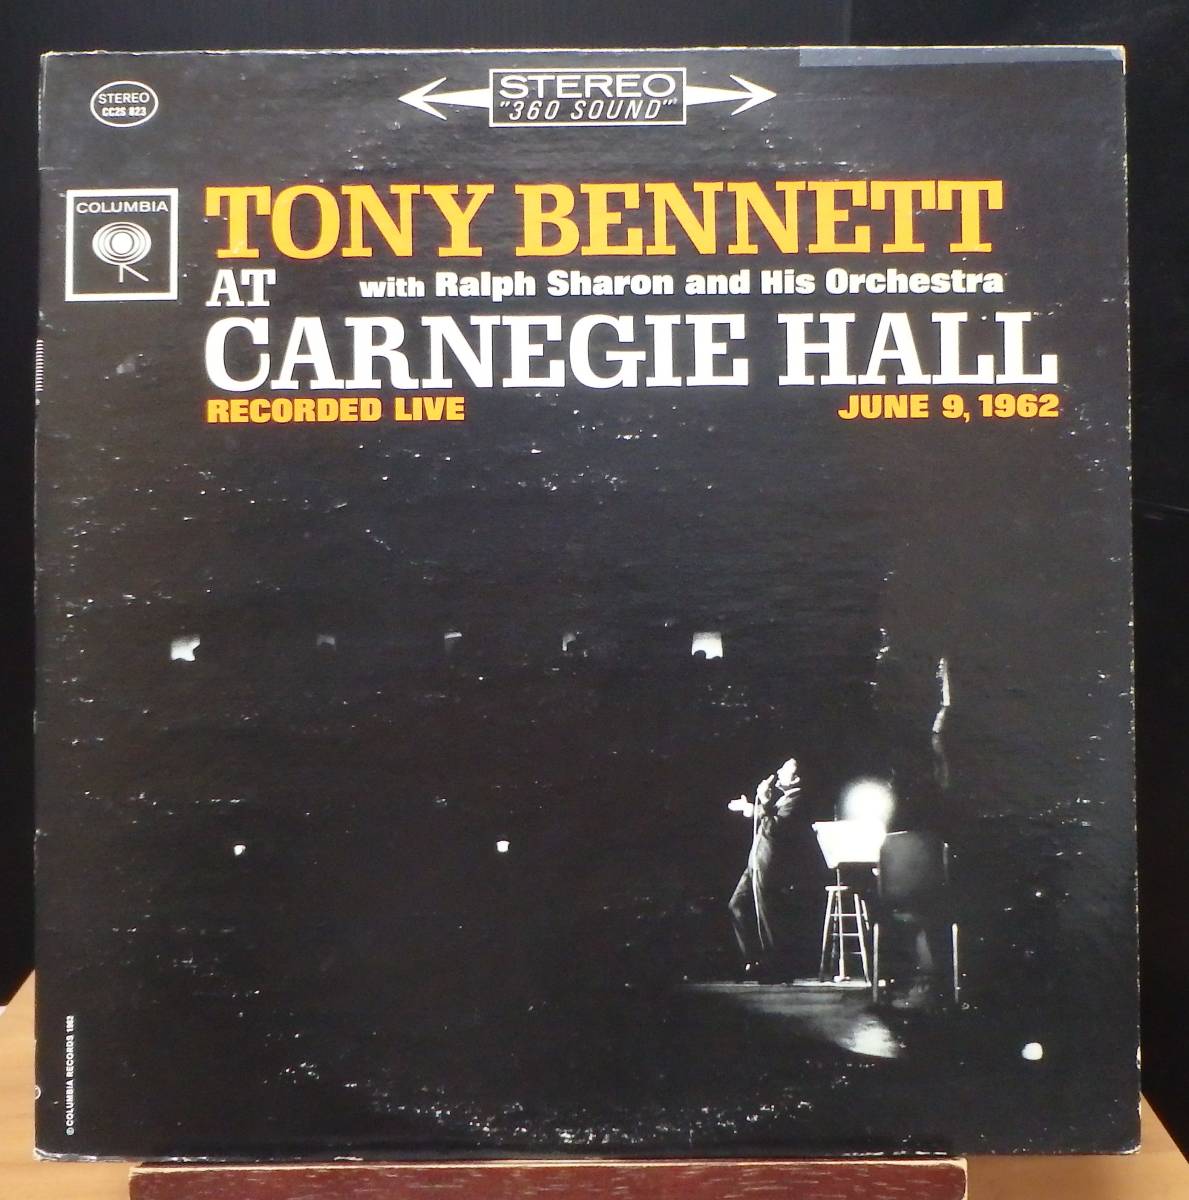 STEREO
CC2S 823
STEREO
"360 SOUND"
COLUMBIA
TONY BENNETT
AT
with Ralph Sharon and His Orchestra
CARNEGIE HALL
RECORDED LIVE
JUNE 9, 1962
© COLUMBIA RECORDS 1962